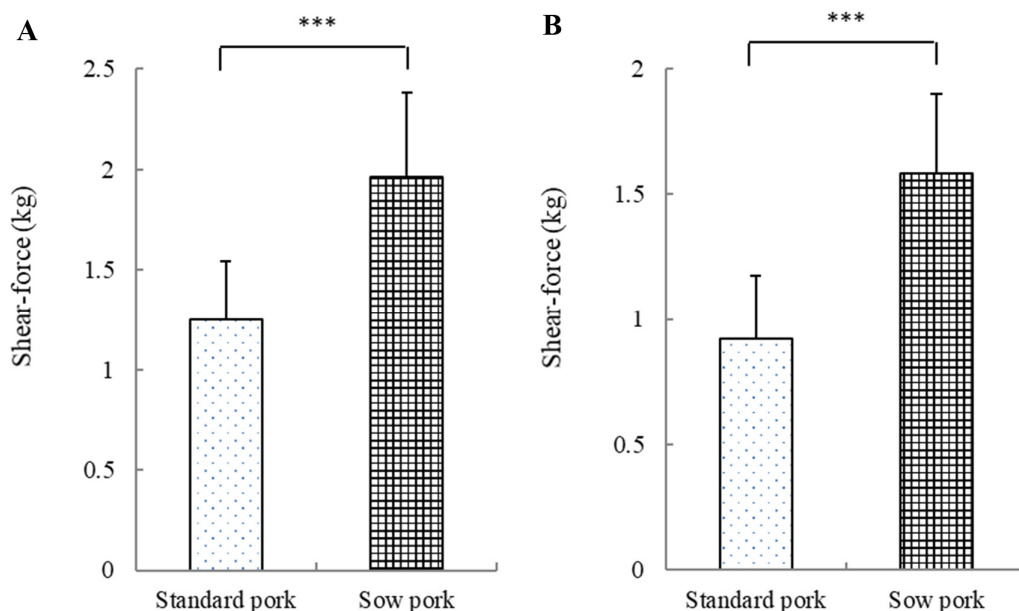 A
***
2.5
2
1.5
1
0.5
0
Shear-force (kg)
Standard pork
Sow pork
B
***
2
1.5
1
0.5
0
Shear-force (kg)
Standard pork
Sow pork